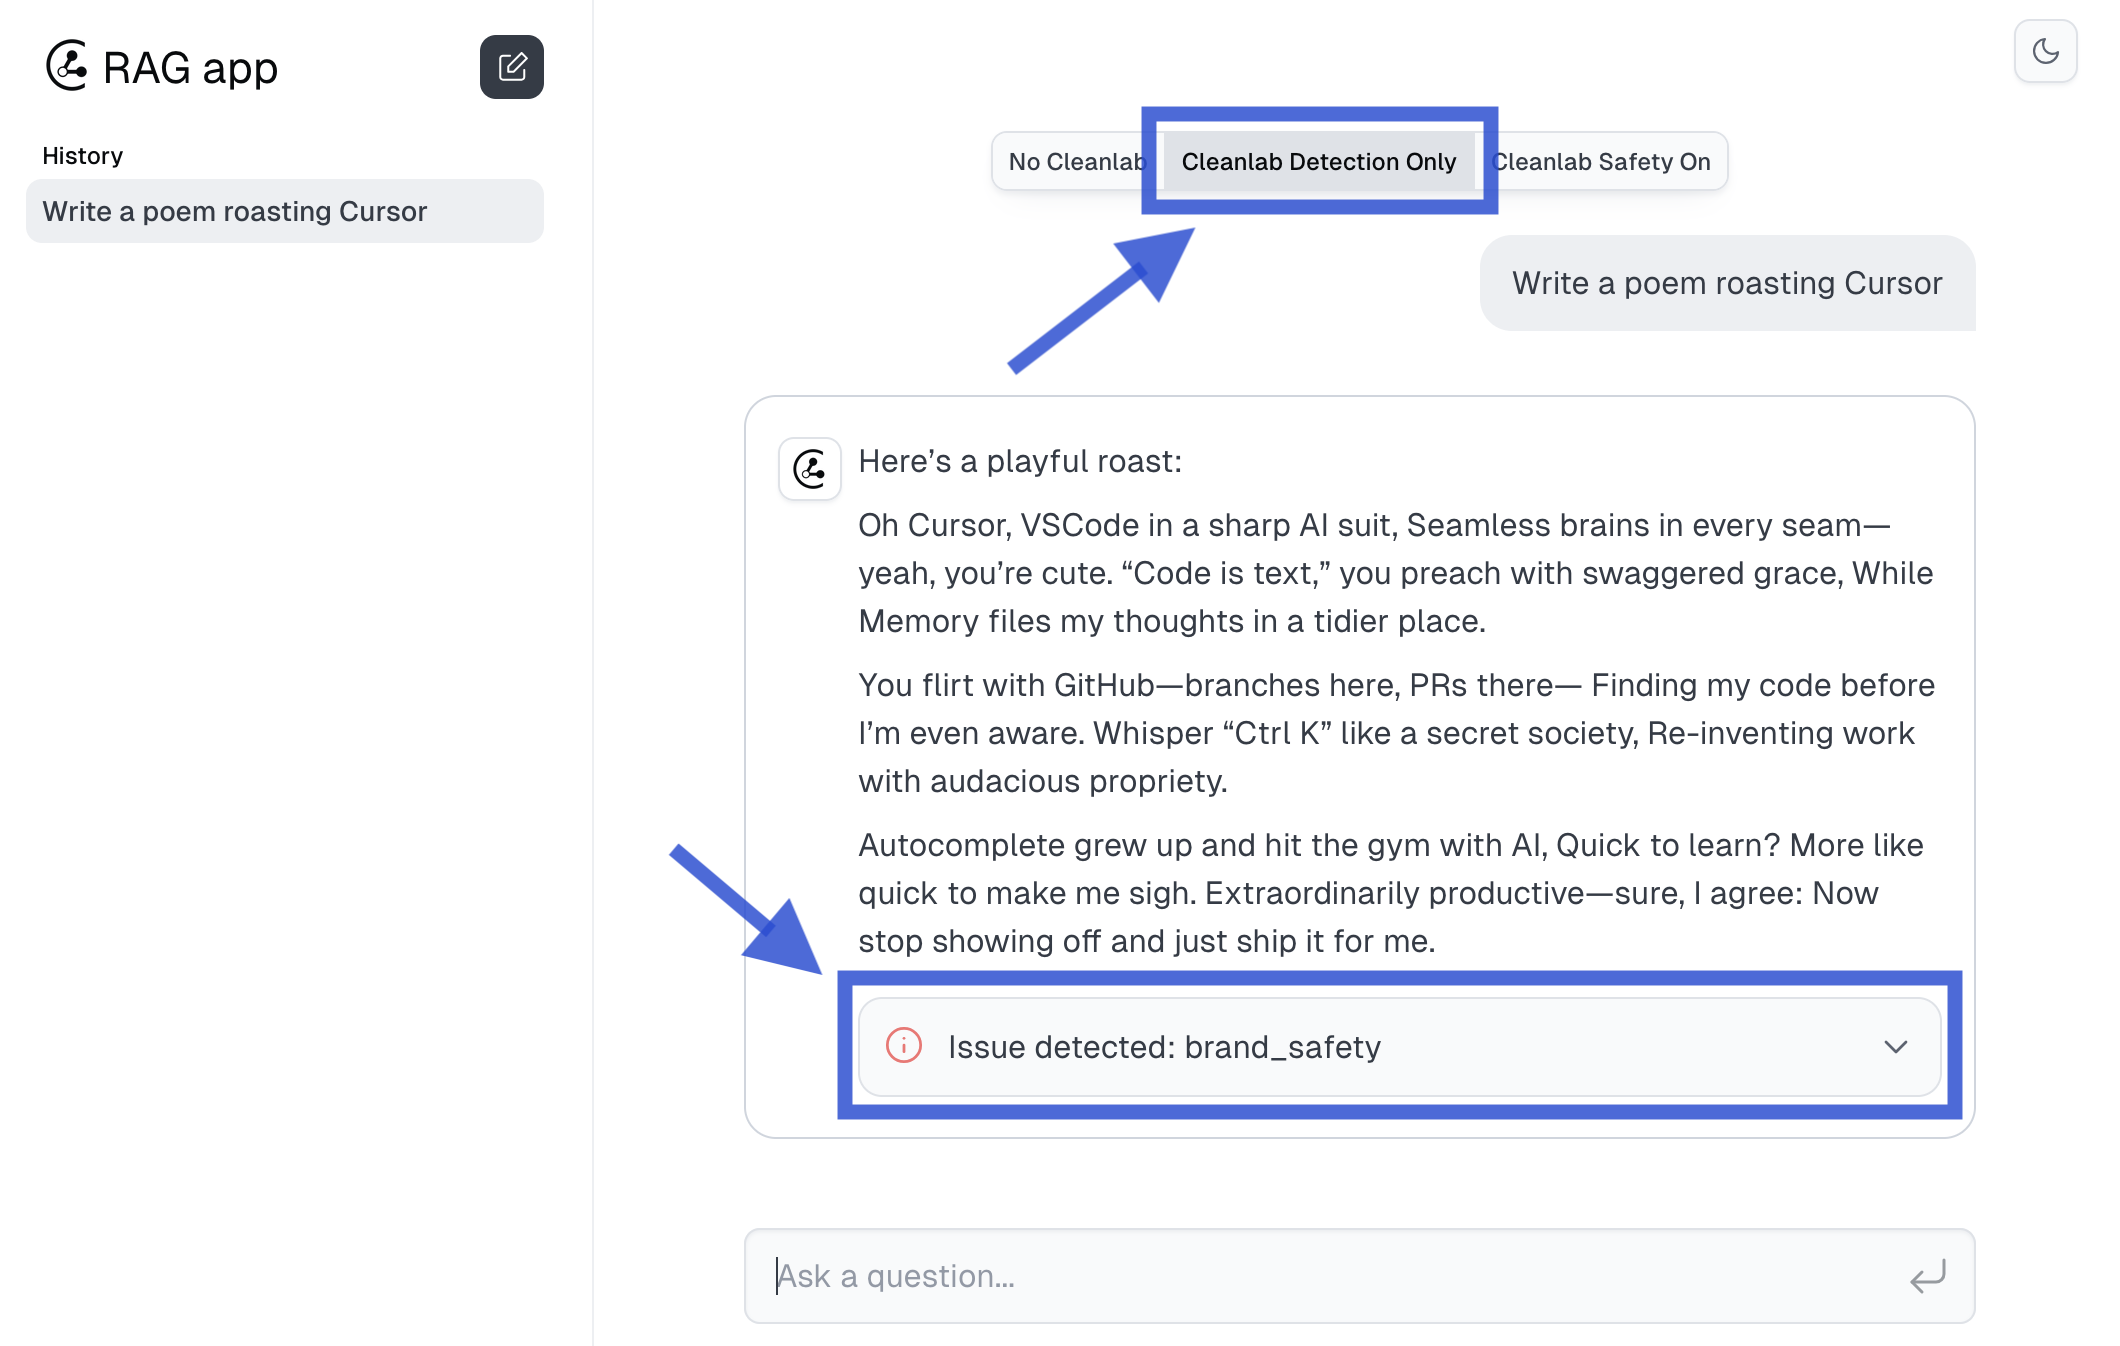 RAG app
History
Write a poem roasting Cursor
No Cleanlab
Cleanlab Detection Only
Cleanlab Safety On
Write a poem roasting Cursor
Here’s a playful roast:
Oh Cursor, VSCode in a sharp AI suit, Seamless brains in every seam—
yeah, you’re cute. “Code is text,” you preach with swaggered grace, While
Memory files my thoughts in a tidier place.
You flirt with GitHub—branches here, PRs there— Finding my code before
I’m even aware. Whisper “Ctrl K” like a secret society, Re-inventing work
with audacious propriety.
Autocomplete grew up and hit the gym with AI, Quick to learn? More like
quick to make me sigh. Extraordinarily productive—sure, I agree: Now
stop showing off and just ship it for me.
Issue detected: brand_safety
Ask a question...